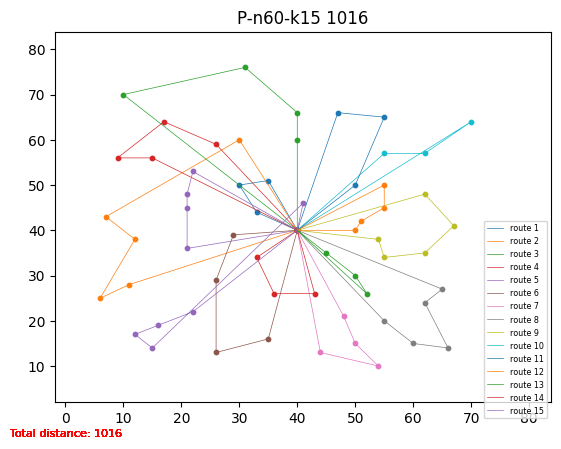 P-n60-k15 1016
80
70
60
50
40
30
20
10
route 1
route 2
route 3
route 4
route 5
route 6
route 7
route 8
route 9
route 10
route 11
route 12
route 13
route 14
route 15
0 10 20 30 40 50 60 70 80
Total distance: 1016